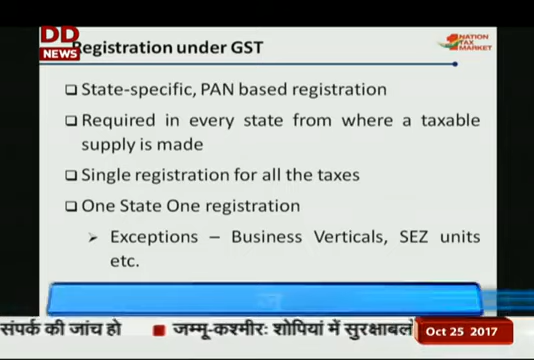 DD
NEWS
Registration under GST
NATION
TAX
MARKET
State-specific, PAN based registration
Required in every state from where a taxable
supply is made
Single registration for all the taxes
One State One registration
Exceptions – Business Verticals, SEZ units
etc.
संपर्क की जांच हो ■ जम्मू-कश्मीरः शोपियां में सुरक्षाबलों
Oct 25 2017